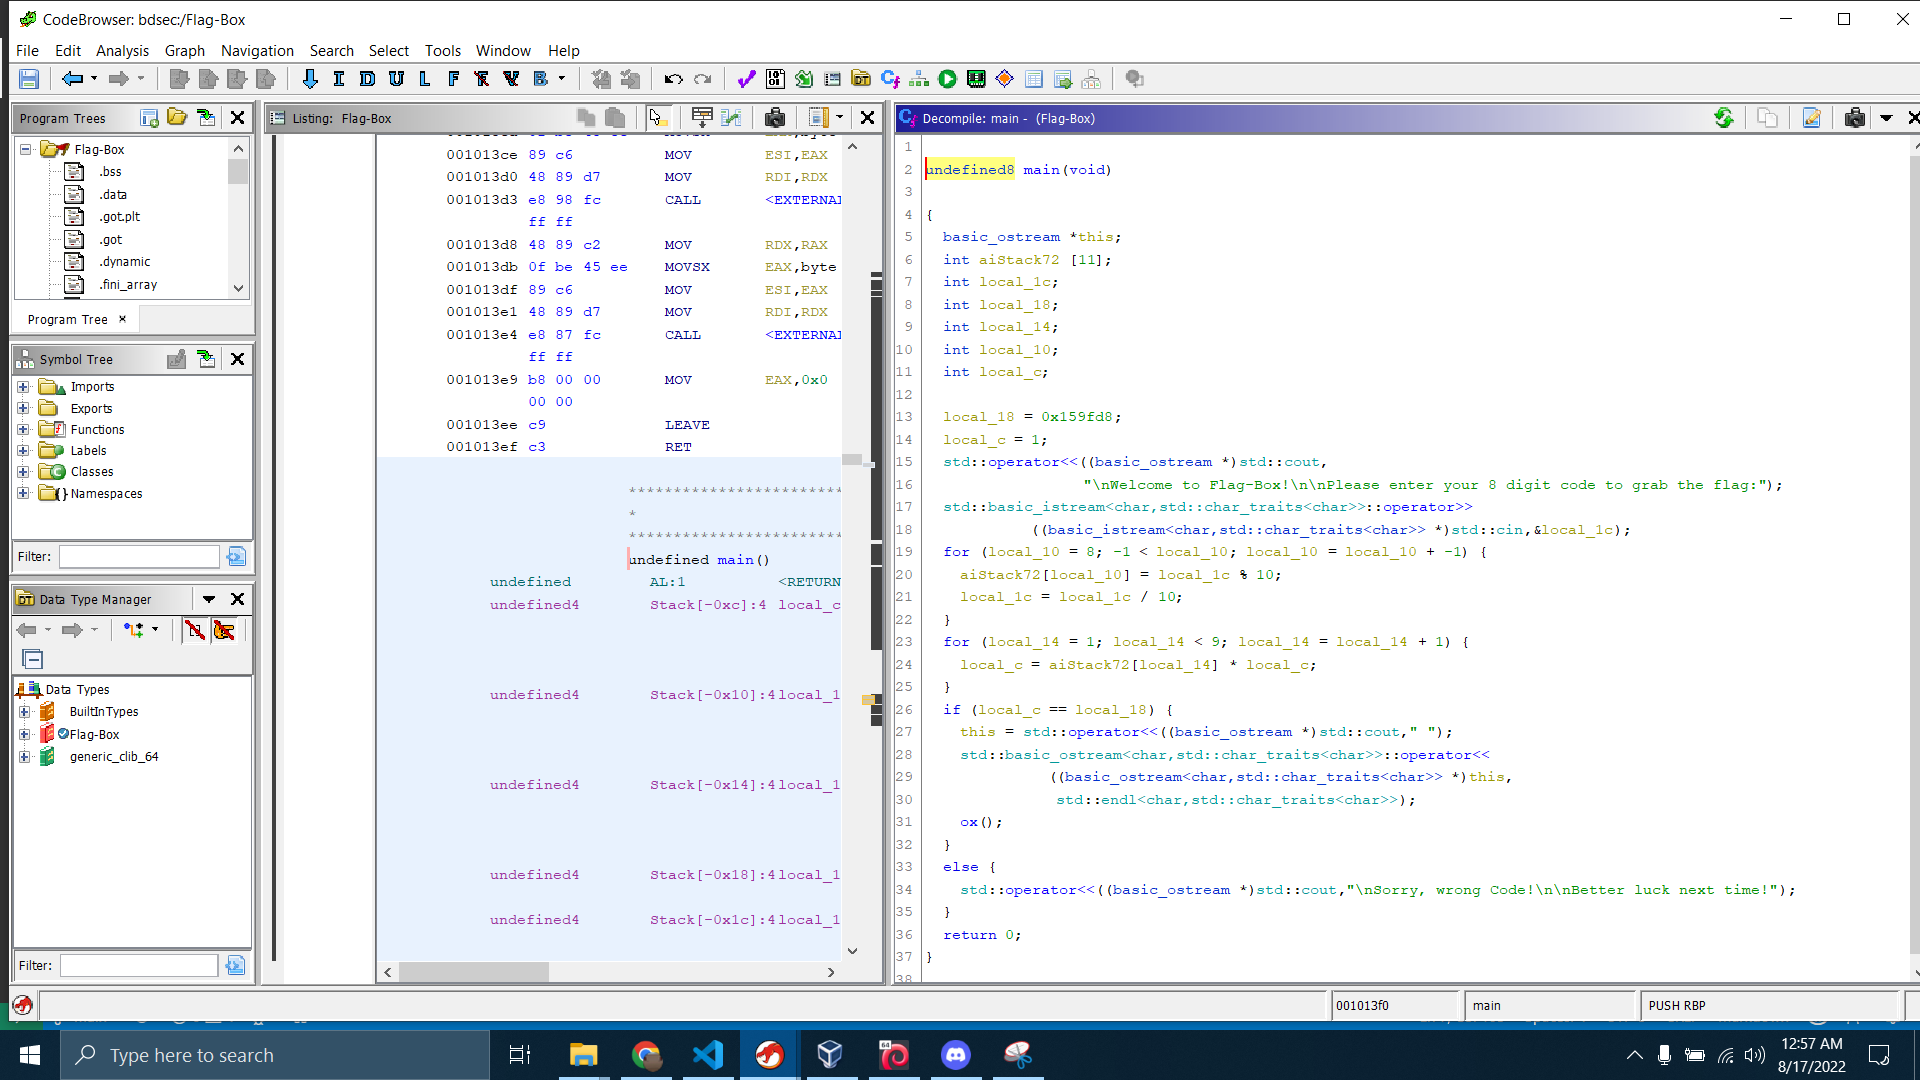 CodeBrowser: bdsec:/Flag-Box
File Edit Analysis Graph Navigation Search Select Tools Window Help
I D U L F V B
Program Trees
Flag-Box
.bss
.data
.got.plt
.got
.dynamic
.fini_array
Program Tree ×
Symbol Tree
Imports
Exports
Functions
Labels
Classes
Namespaces
Filter:
Data Type Manager
Data Types
BuiltInTypes
Flag-Box
generic_clib_64
Filter:
Listing: Flag-Box
001013ce 89 c6 MOV ESI,EAX
001013d0 48 89 d7 MOV RDI,RDX
001013d3 e8 98 fc CALL <EXTERNAL
ff ff
001013d8 48 89 c2 MOV RDX,RAX
001013db 0f be 45 ee MOVSX EAX,byte
001013df 89 c6 MOV ESI,EAX
001013e1 48 89 d7 MOV RDI,RDX
001013e4 e8 87 fc CALL <EXTERNAL
ff ff
001013e9 b8 00 00 MOV EAX,0x0
00 00
001013ee c9 LEAVE
001013ef c3 RET
*************************
*
*************************
undefined main()
undefined AL:1 <RETURN
undefined4 Stack[-0xc]:4 local_c
undefined4 Stack[-0x10]:4 local_1
undefined4 Stack[-0x14]:4 local_1
undefined4 Stack[-0x18]:4 local_1
undefined4 Stack[-0x1c]:4 local_1
Decompile: main - (Flag-Box)
1
2 undefined8 main(void)
3
4 {
5 basic_ostream *this;
6 int aiStack72 [11];
7 int local_1c;
8 int local_18;
9 int local_14;
10 int local_10;
11 int local_c;
12
13 local_18 = 0x159fd8;
14 local_c = 1;
15 std::operator<<((basic_ostream *)std::cout,
16 "\nWelcome to Flag-Box!\n\nPlease enter your 8 digit code to grab the flag:");
17 std::basic_istream<char,std::char_traits<char>>::operator>>
18 ((basic_istream<char,std::char_traits<char>> *)std::cin,&local_1c);
19 for (local_10 = 8; -1 < local_10; local_10 = local_10 + -1) {
20 aiStack72[local_10] = local_1c % 10;
21 local_1c = local_1c / 10;
22 }
23 for (local_14 = 1; local_14 < 9; local_14 = local_14 + 1) {
24 local_c = aiStack72[local_14] * local_c;
25 }
26 if (local_c == local_18) {
27 this = std::operator<<((basic_ostream *)std::cout," ");
28 std::basic_ostream<char,std::char_traits<char>>::operator<<
29 ((basic_ostream<char,std::char_traits<char>> *)this,
30 std::endl<char,std::char_traits<char>>);
31 ox();
32 }
33 else {
34 std::operator<<((basic_ostream *)std::cout,"\nSorry, wrong Code!\n\nBetter luck next time!");
35 }
36 return 0;
37 }
38
001013f0 main PUSH RBP
Type here to search
64
12:57 AM
8/17/2022